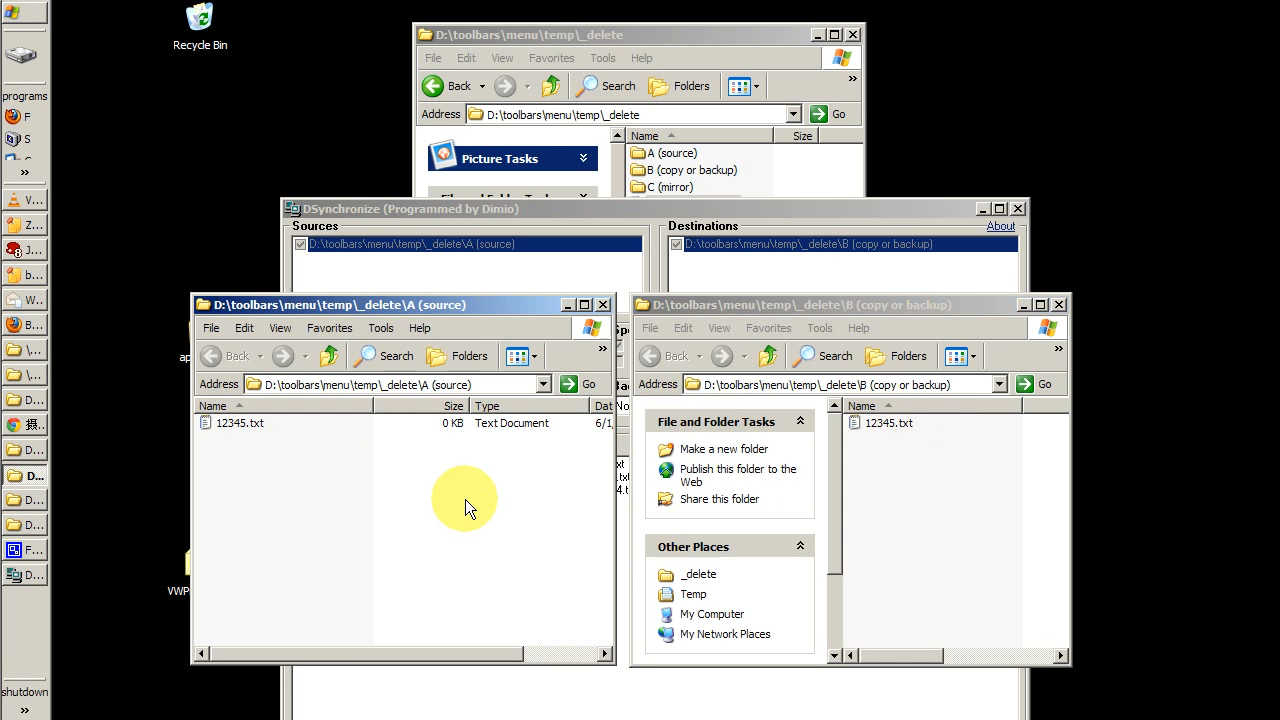 Recycle Bin
programs
F
S
V...
Z...
J...
b...
W...
B...
\...
\...
D...
摄...
D...
D...
D...
D...
F...
D...
shutdown
D:\toolbars\menu\temp\_delete
File Edit View Favorites Tools Help
Back Search Folders
Address D:\toolbars\menu\temp\_delete Go
Picture Tasks
Name Size
A (source)
B (copy or backup)
C (mirror)
DSynchronize (Programmed by Dimio)
Sources
Destinations
About
D:\toolbars\menu\temp\_delete\A (source)
D:\toolbars\menu\temp\_delete\B (copy or backup)
D:\toolbars\menu\temp\_delete\A (source)
File Edit View Favorites Tools Help
Back Search Folders
Address D:\toolbars\menu\temp\_delete\A (source) Go
Name Size Type Dat
12345.txt 0 KB Text Document 6/1,
D:\toolbars\menu\temp\_delete\B (copy or backup)
File Edit View Favorites Tools Help
Back Search Folders
Address D:\toolbars\menu\temp\_delete\B (copy or backup) Go
File and Folder Tasks
Make a new folder
Publish this folder to the
Web
Share this folder
Other Places
_delete
Temp
My Computer
My Network Places
Name
12345.txt